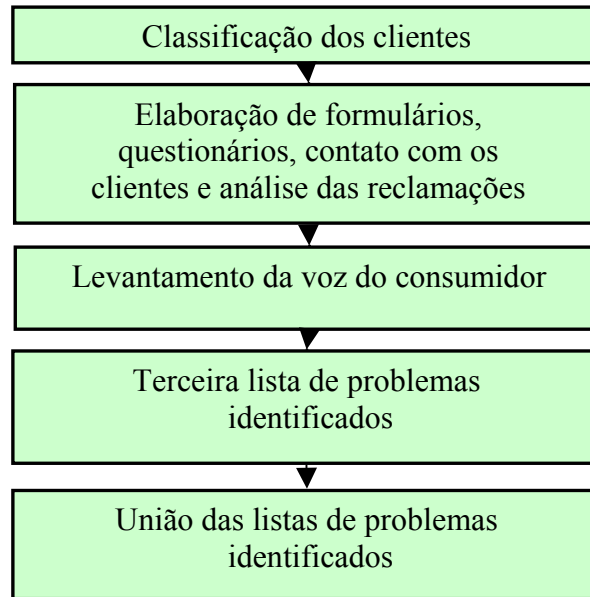 Classificação dos clientes
Elaboração de formulários,
questionários, contato com os
clientes e análise das reclamações
Levantamento da voz do consumidor
Terceira lista de problemas
identificados
União das listas de problemas
identificados